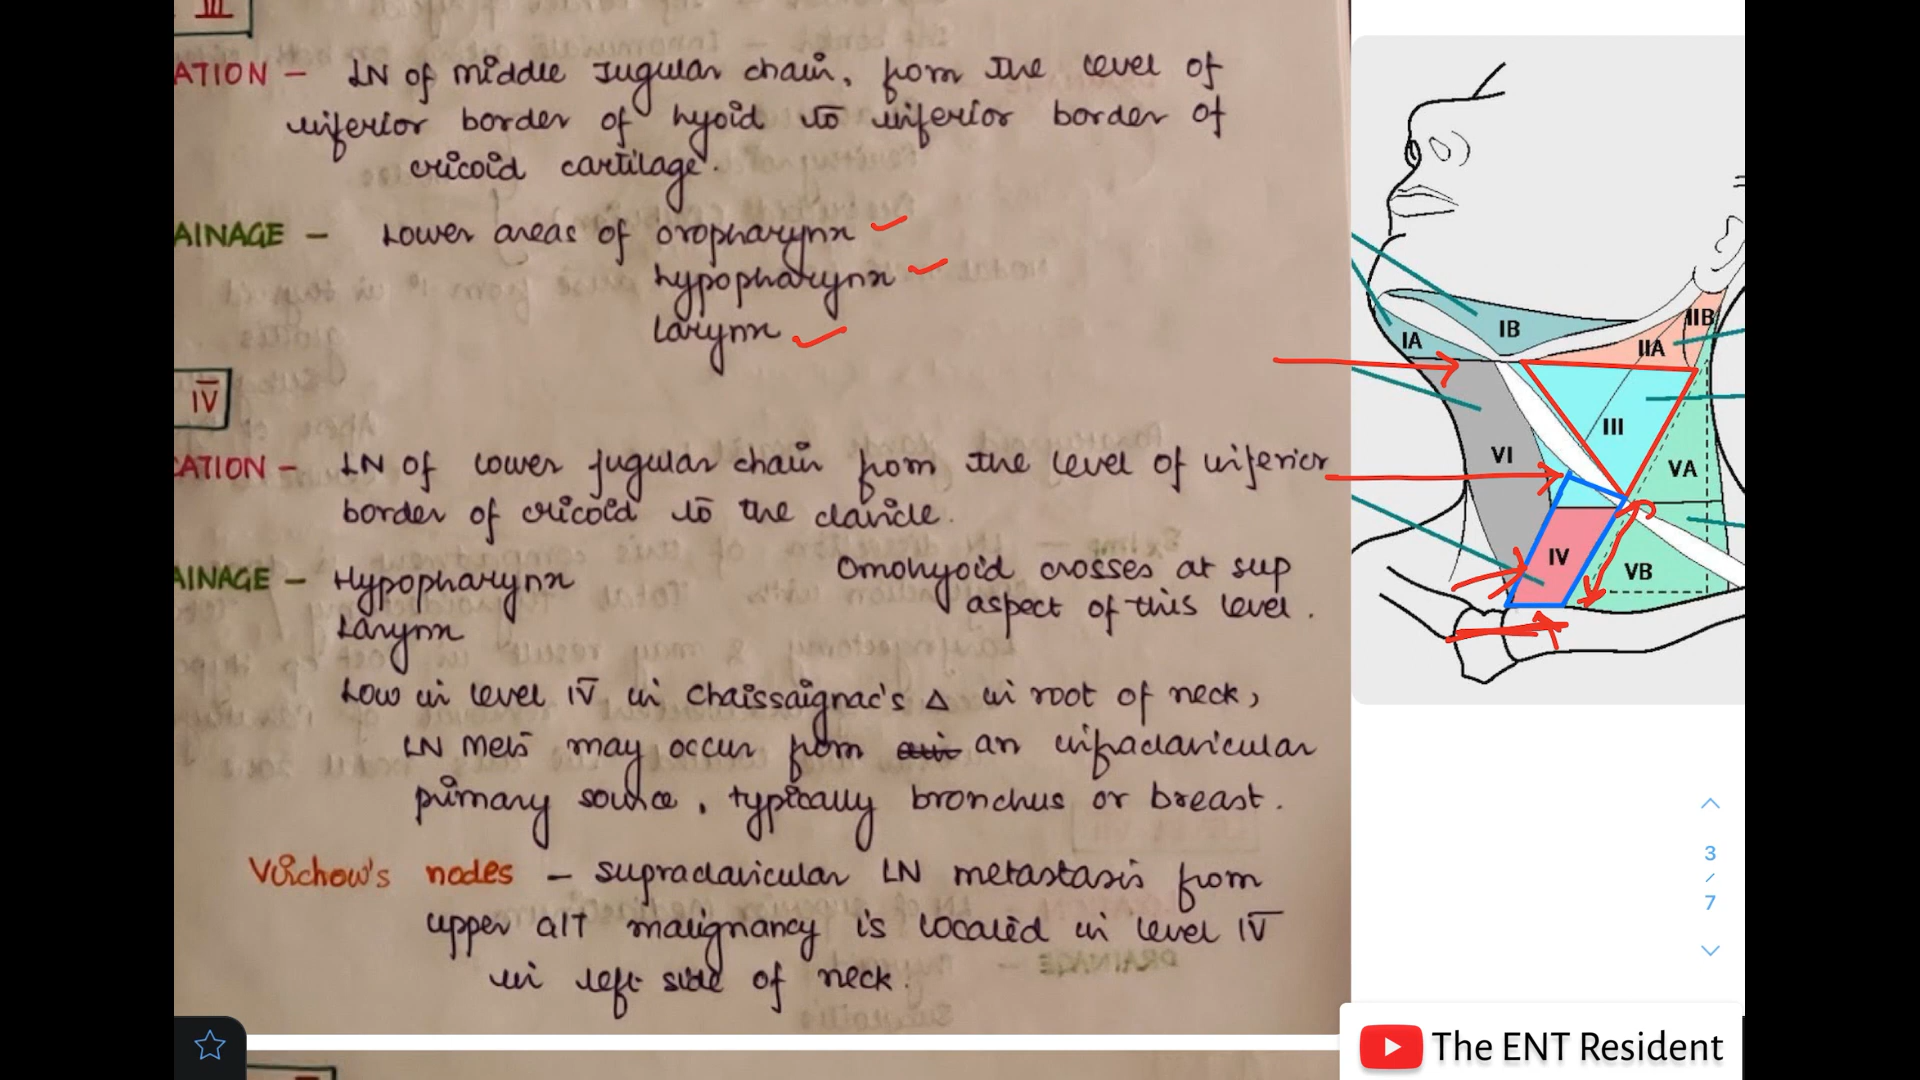 III
ATION - LN of middle Jugular chain, from the level of
inferior border of hyoid to inferior border of
cricoid cartilage.
AINAGE - Lower areas of oropharynx
hypopharynx
larynx
IV
CATION - LN of lower jugular chain from the level of inferior
border of cricoid to the clavicle.
AINAGE - Hypopharynx
Larynx
Omohyoid crosses at sup
aspect of this level.
Low in level IV in Chaissaignac's Δ in root of neck,
LN Mets may occur from an infraclavicular
primary source, typically bronchus or breast.
Virchow's nodes - supraclavicular LN metastasis from
upper GIT malignancy is located in level IV
in left side of neck.
IA
IB
IIA
IIB
III
VI
VA
IV
VB
3
/
7
The ENT Resident